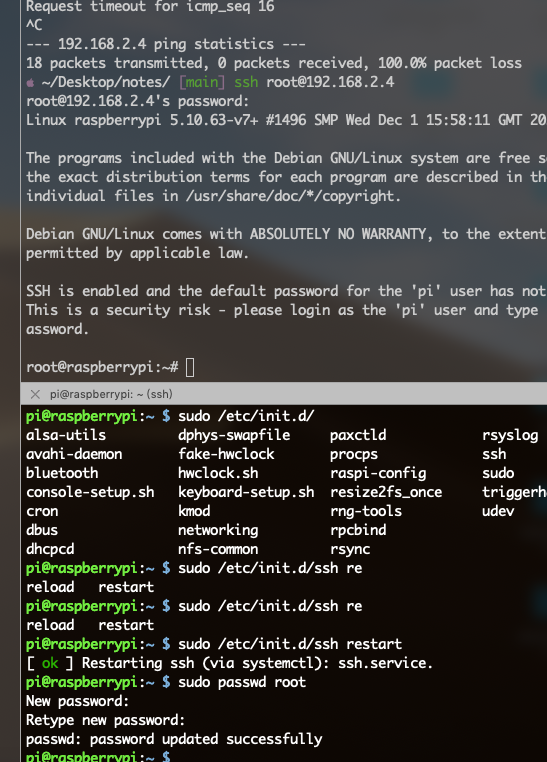 Request timeout for icmp_seq 16
^C
--- 192.168.2.4 ping statistics ---
18 packets transmitted, 0 packets received, 100.0% packet loss
~/Desktop/notes/ [main] ssh root@192.168.2.4
root@192.168.2.4's password:
Linux raspberrypi 5.10.63-v7+ #1496 SMP Wed Dec 1 15:58:11 GMT 20
The programs included with the Debian GNU/Linux system are free s
the exact distribution terms for each program are described in th
individual files in /usr/share/doc/*/copyright.
Debian GNU/Linux comes with ABSOLUTELY NO WARRANTY, to the extent
permitted by applicable law.
SSH is enabled and the default password for the 'pi' user has not
This is a security risk - please login as the 'pi' user and type
assword.
root@raspberrypi:~#
pi@raspberrypi: ~ (ssh)
pi@raspberrypi:~ $ sudo /etc/init.d/
alsa-utils dphys-swapfile paxctld rsyslog
avahi-daemon fake-hwclock procps ssh
bluetooth hwclock.sh raspi-config sudo
console-setup.sh keyboard-setup.sh resize2fs_once triggerh
cron kmod rng-tools udev
dbus networking rpcbind
dhcpcd nfs-common rsync
pi@raspberrypi:~ $ sudo /etc/init.d/ssh re
reload restart
pi@raspberrypi:~ $ sudo /etc/init.d/ssh re
reload restart
pi@raspberrypi:~ $ sudo /etc/init.d/ssh restart
[ ok ] Restarting ssh (via systemctl): ssh.service.
pi@raspberrypi:~ $ sudo passwd root
New password:
Retype new password:
passwd: password updated successfully
pi@raspberrypi:~ $